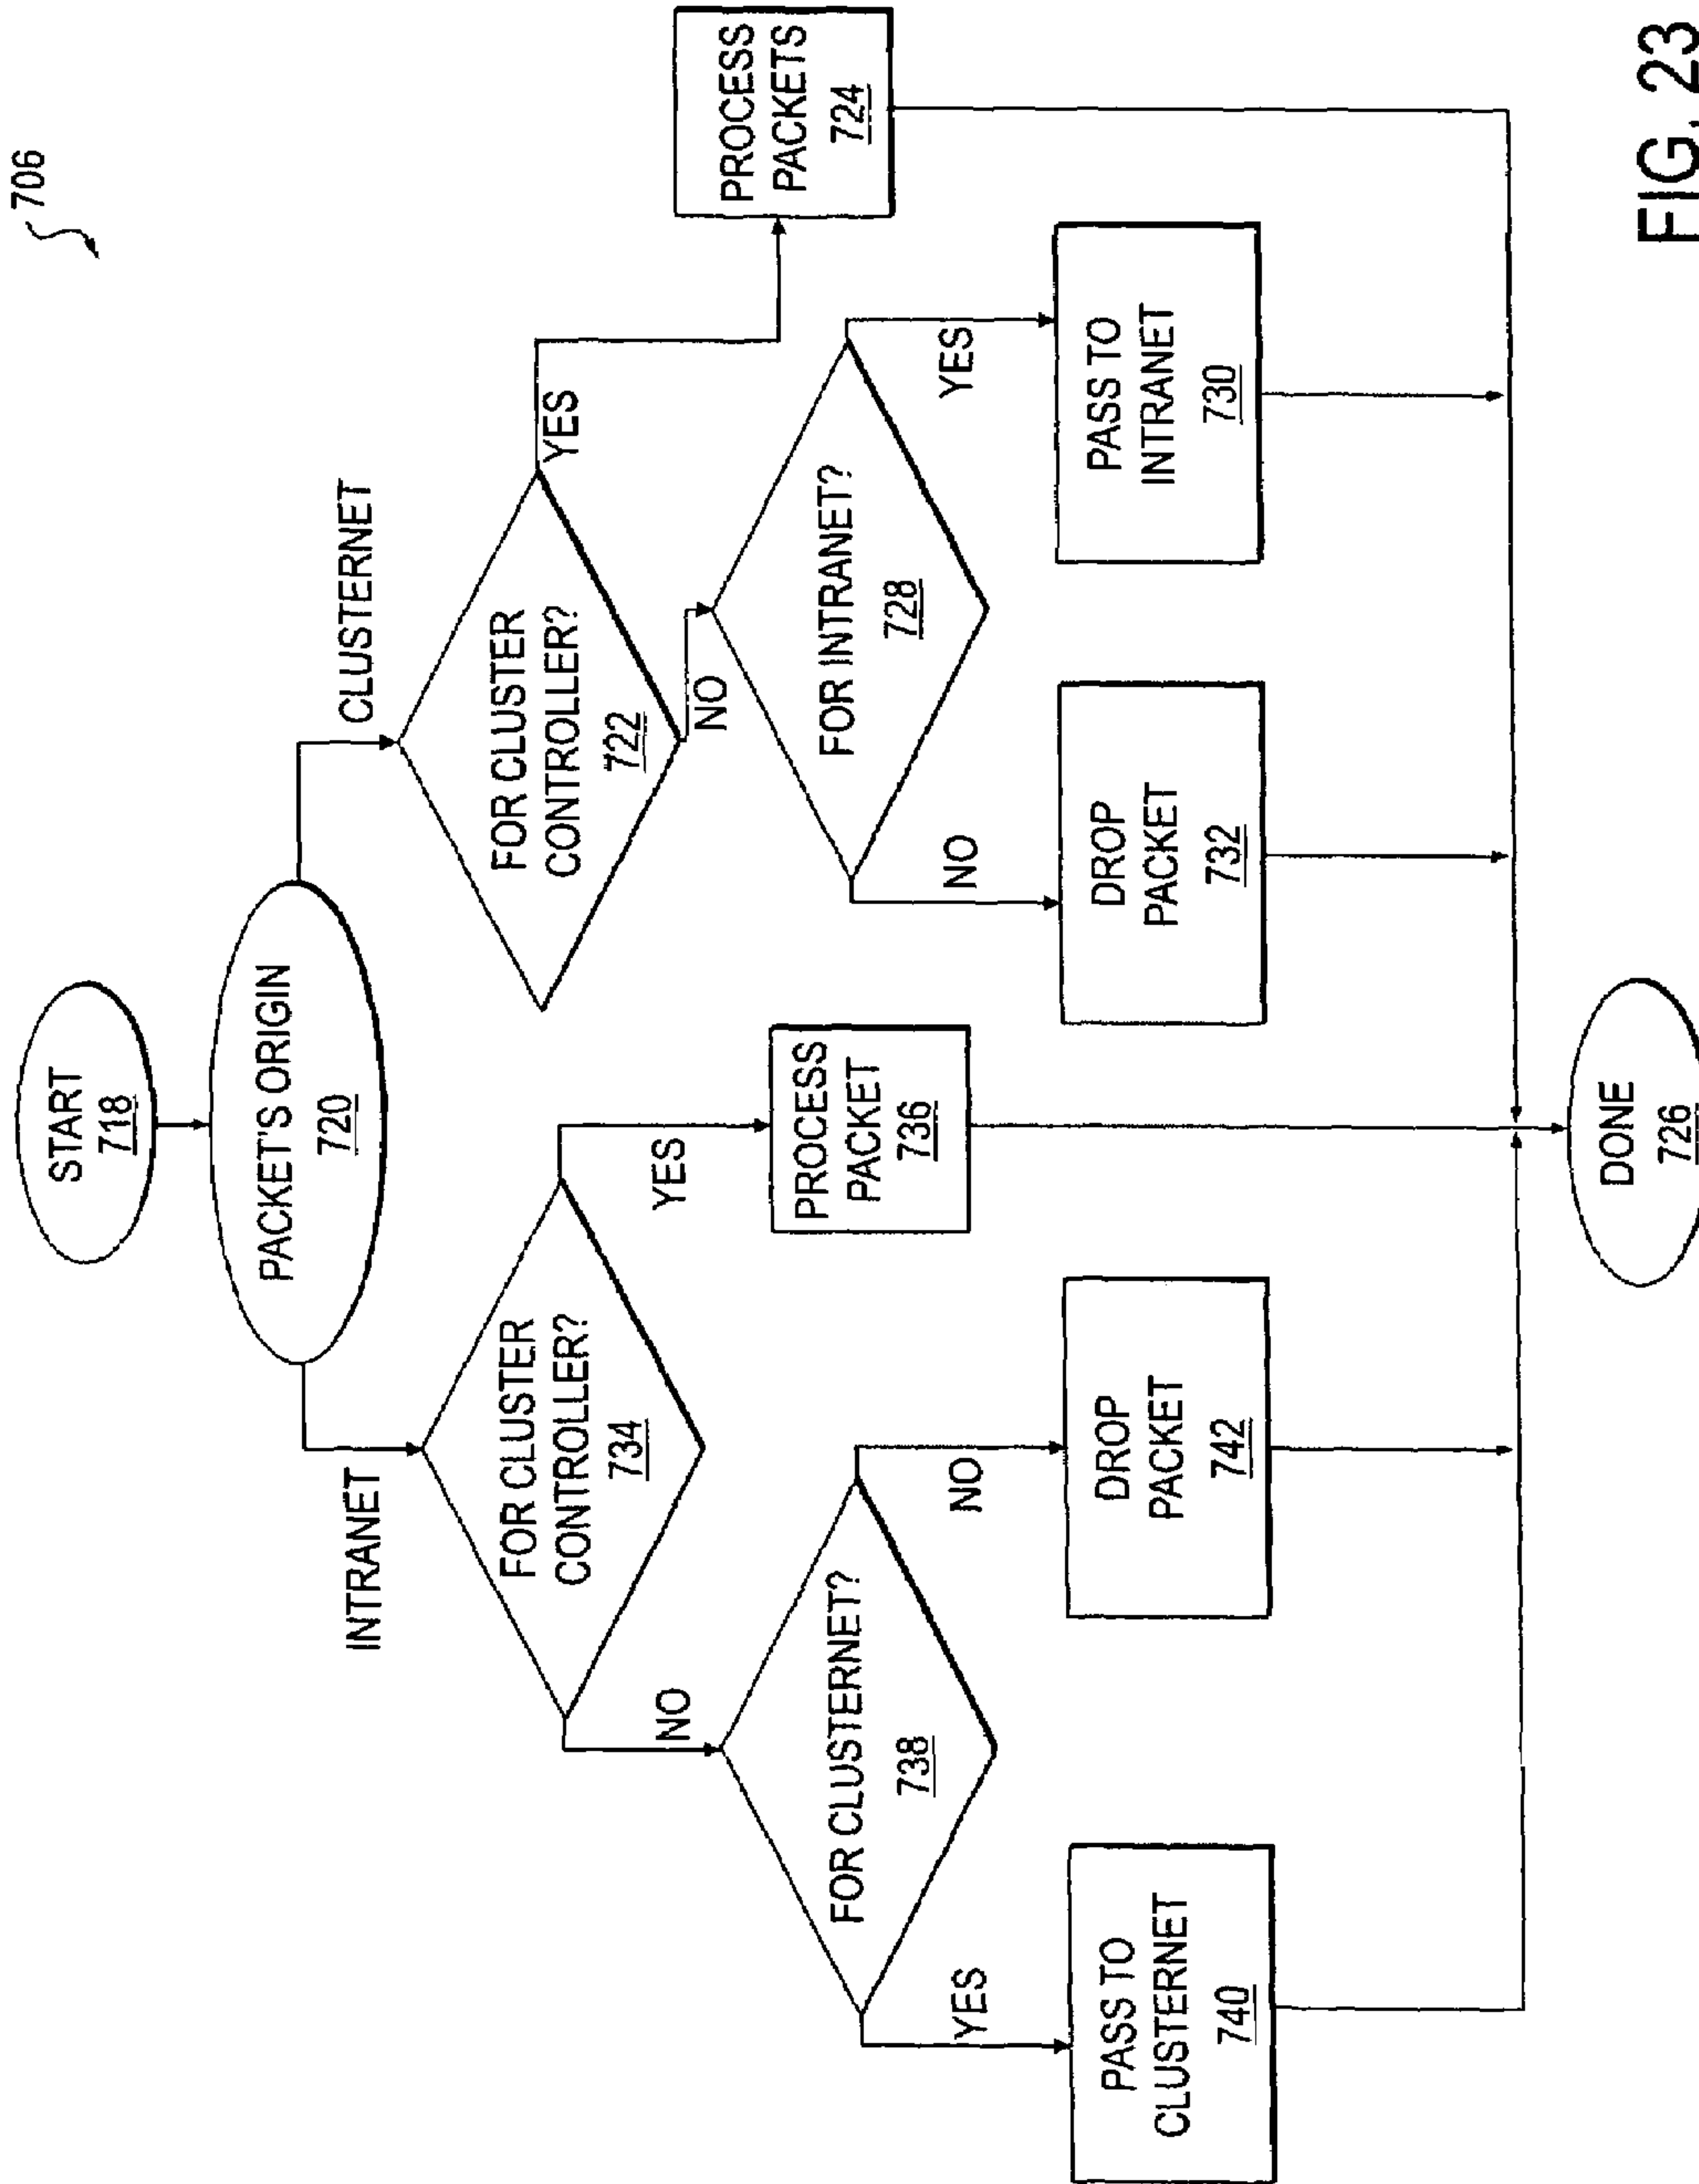 706
START
718
PACKET'S ORIGIN
720
INTRANET
CLUSTERNET
FOR CLUSTER
CONTROLLER?
734
FOR CLUSTER
CONTROLLER?
722
NO
YES
NO
YES
FOR CLUSTERNET?
738
PROCESS
PACKET
736
FOR INTRANET?
728
PROCESS
PACKETS
724
YES
NO
NO
YES
PASS TO
CLUSTERNET
740
DROP
PACKET
742
DROP
PACKET
732
PASS TO
INTRANET
730
DONE
726
FIG. 23